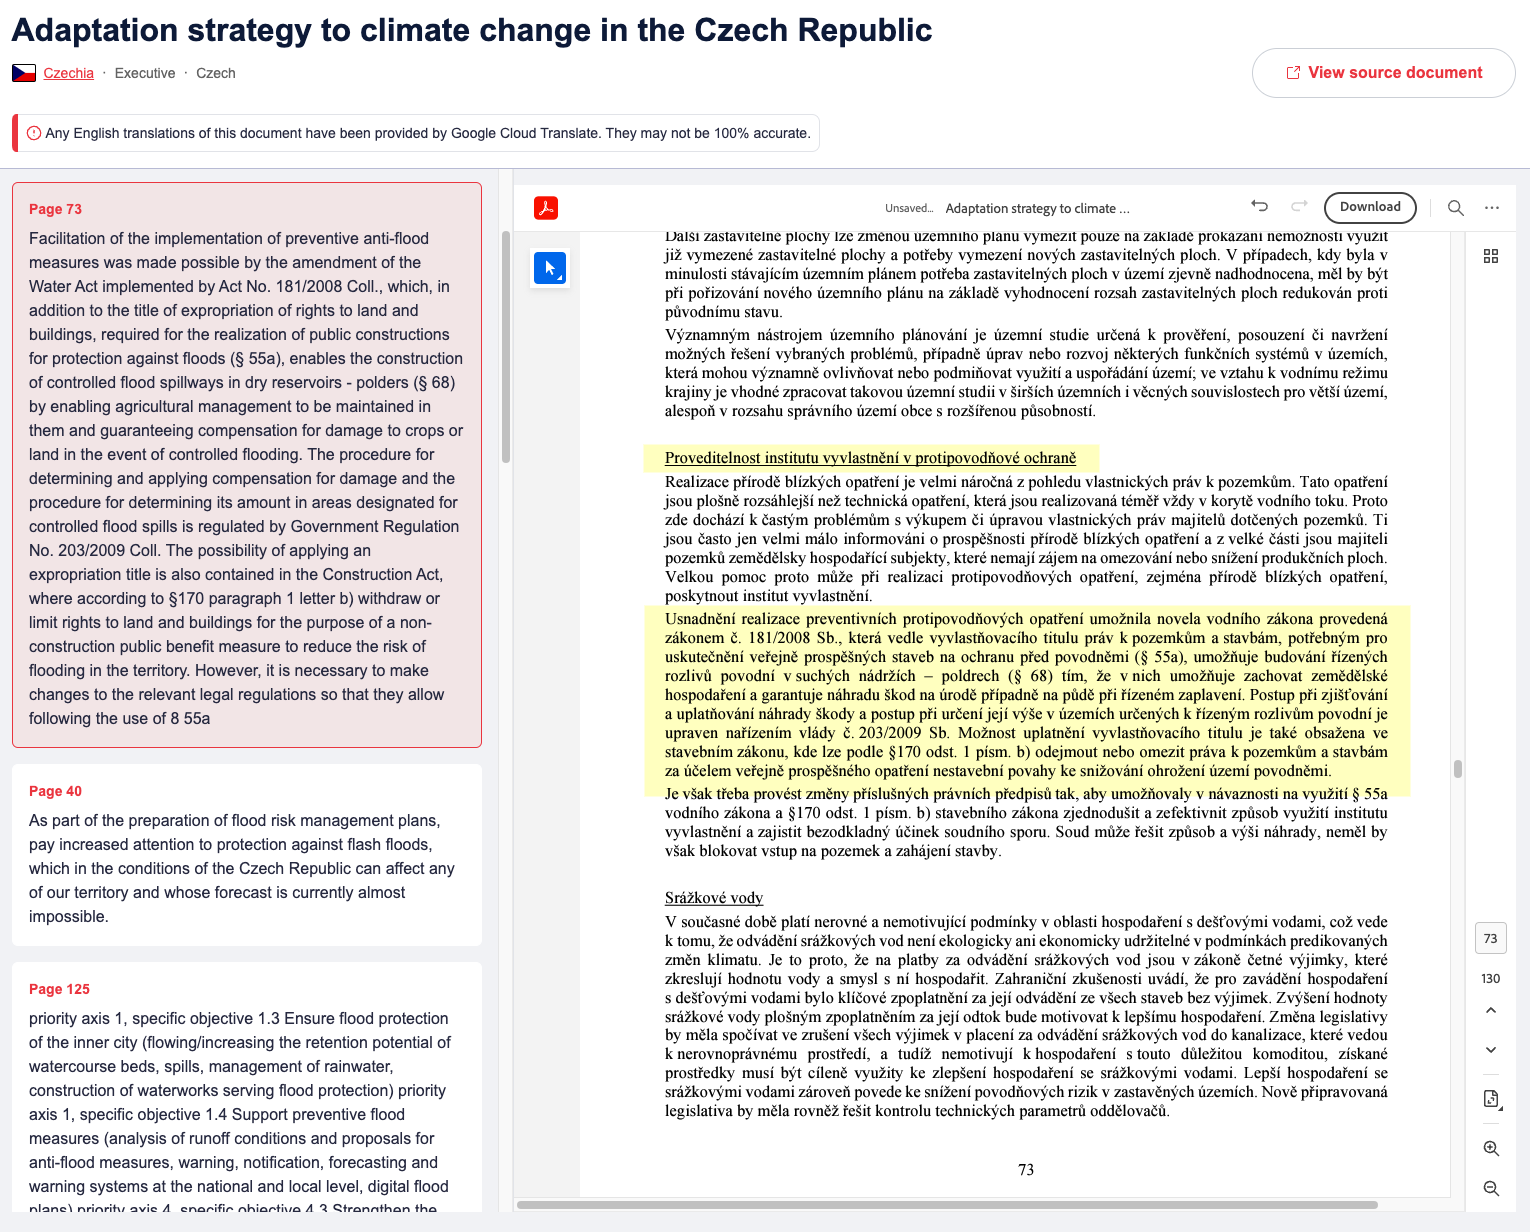 Adaptation strategy to climate change in the Czech Republic
Czechia · Executive · Czech
View source document
Any English translations of this document have been provided by Google Cloud Translate. They may not be 100% accurate.
Page 73
Facilitation of the implementation of preventive anti-flood
measures was made possible by the amendment of the
Water Act implemented by Act No. 181/2008 Coll., which, in
addition to the title of expropriation of rights to land and
buildings, required for the realization of public constructions
for protection against floods (§ 55a), enables the construction
of controlled flood spillways in dry reservoirs - polders (§ 68)
by enabling agricultural management to be maintained in
them and guaranteeing compensation for damage to crops or
land in the event of controlled flooding. The procedure for
determining and applying compensation for damage and the
procedure for determining its amount in areas designated for
controlled flood spills is regulated by Government Regulation
No. 203/2009 Coll. The possibility of applying an
expropriation title is also contained in the Construction Act,
where according to §170 paragraph 1 letter b) withdraw or
limit rights to land and buildings for the purpose of a non-
construction public benefit measure to reduce the risk of
flooding in the territory. However, it is necessary to make
changes to the relevant legal regulations so that they allow
following the use of 8 55a
Page 40
As part of the preparation of flood risk management plans,
pay increased attention to protection against flash floods,
which in the conditions of the Czech Republic can affect any
of our territory and whose forecast is currently almost
impossible.
Page 125
priority axis 1, specific objective 1.3 Ensure flood protection
of the inner city (flowing/increasing the retention potential of
watercourse beds, spills, management of rainwater,
construction of waterworks serving flood protection) priority
axis 1, specific objective 1.4 Support preventive flood
measures (analysis of runoff conditions and proposals for
anti-flood measures, warning, notification, forecasting and
warning systems at the national and local level, digital flood
plans) priority axis 4, specific objective 4.3 Strengthen the
Unsaved... Adaptation strategy to climate ...
Download
Další zastavitelné plochy lze změnou územního plánu vymezit pouze na základě prokázání nemožnosti využít
již vymezené zastavitelné plochy a potřeby vymezení nových zastavitelných ploch. V případech, kdy byla v
minulosti stávajícím územním plánem potřeba zastavitelných ploch v území zjevně nadhodnocena, měl by být
při pořizování nového územního plánu na základě vyhodnocení rozsah zastavitelných ploch redukován proti
původnímu stavu.
Významným nástrojem územního plánování je územní studie určená k prověření, posouzení či navržení
možných řešení vybraných problémů, případně úprav nebo rozvoj některých funkčních systémů v územích,
která mohou významně ovlivňovat nebo podmiňovat využití a uspořádání území; ve vztahu k vodnímu režimu
krajiny je vhodné zpracovat takovou územní studii v širších územních i věcných souvislostech pro větší území,
alespoň v rozsahu správního území obce s rozšířenou působností.
Proveditelnost institutu vyvlastnění v protipovodňové ochraně
Realizace přírodě blízkých opatření je velmi náročná z pohledu vlastnických práv k pozemkům. Tato opatření
jsou plošně rozsáhlejší než technická opatření, která jsou realizovaná téměř vždy v korytě vodního toku. Proto
zde dochází k častým problémům s výkupem či úpravou vlastnických práv majitelů dotčených pozemků. Ti
jsou často jen velmi málo informováni o prospěšnosti přírodě blízkých opatření a z velké části jsou majiteli
pozemků zemědělsky hospodařící subjekty, které nemají zájem na omezování nebo snížení produkčních ploch.
Velkou pomoc proto může při realizaci protipovodňových opatření, zejména přírodě blízkých opatření,
poskytnout institut vyvlastnění.
Usnadnění realizace preventivních protipovodňových opatření umožnila novela vodního zákona provedená
zákonem č. 181/2008 Sb., která vedle vyvlastňovacího titulu práv k pozemkům a stavbám, potřebným pro
uskutečnění veřejně prospěšných staveb na ochranu před povodněmi (§ 55a), umožňuje budování řízených
rozlivů povodní v suchých nádržích – poldrech (§ 68) tím, že v nich umožňuje zachovat zemědělské
hospodaření a garantuje náhradu škod na úrodě případně na půdě při řízeném zaplavení. Postup při zjišťování
a uplatňování náhrady škody a postup při určení její výše v územích určených k řízeným rozlivům povodní je
upraven nařízením vlády č. 203/2009 Sb. Možnost uplatnění vyvlastňovacího titulu je také obsažena ve
stavebním zákonu, kde lze podle §170 odst. 1 písm. b) odejmout nebo omezit práva k pozemkům a stavbám
za účelem veřejně prospěšného opatření nestavební povahy ke snižování ohrožení území povodněmi.
Je však třeba provést změny příslušných právních předpisů tak, aby umožňovaly v návaznosti na využití § 55a
vodního zákona a §170 odst. 1 písm. b) stavebního zákona zjednodušit a zefektivnit způsob využití institutu
vyvlastnění a zajistit bezodkladný účinek soudního sporu. Soud může řešit způsob a výši náhrady, neměl by
však blokovat vstup na pozemek a zahájení stavby.
Srážkové vody
V současné době platí nerovné a nemotivující podmínky v oblasti hospodaření s dešťovými vodami, což vede
k tomu, že odvádění srážkových vod není ekologicky ani ekonomicky udržitelné v podmínkách predikovaných
změn klimatu. Je to proto, že na platby za odvádění srážkových vod jsou v zákoně četné výjimky, které
zkreslují hodnotu vody a smysl s ní hospodařit. Zahraniční zkušenosti uvádí, že pro zavádění hospodaření
s dešťovými vodami bylo klíčové zpoplatnění za její odvádění ze všech staveb bez výjimek. Zvýšení hodnoty
srážkové vody plošným zpoplatněním za její odtok bude motivovat k lepšímu hospodaření. Změna legislativy
by měla spočívat ve zrušení všech výjimek v placení za odvádění srážkových vod do kanalizace, které vedou
k nerovnoprávnému prostředí, a tudíž nemotivují k hospodaření s touto důležitou komoditou, získané
prostředky musí být cíleně využity ke zlepšení hospodaření se srážkovými vodami. Lepší hospodaření se
srážkovými vodami zároveň povede ke snížení povodňových rizik v zastavěných územích. Nově připravovaná
legislativa by měla rovněž řešit kontrolu technických parametrů oddělovačů.
73
73
130